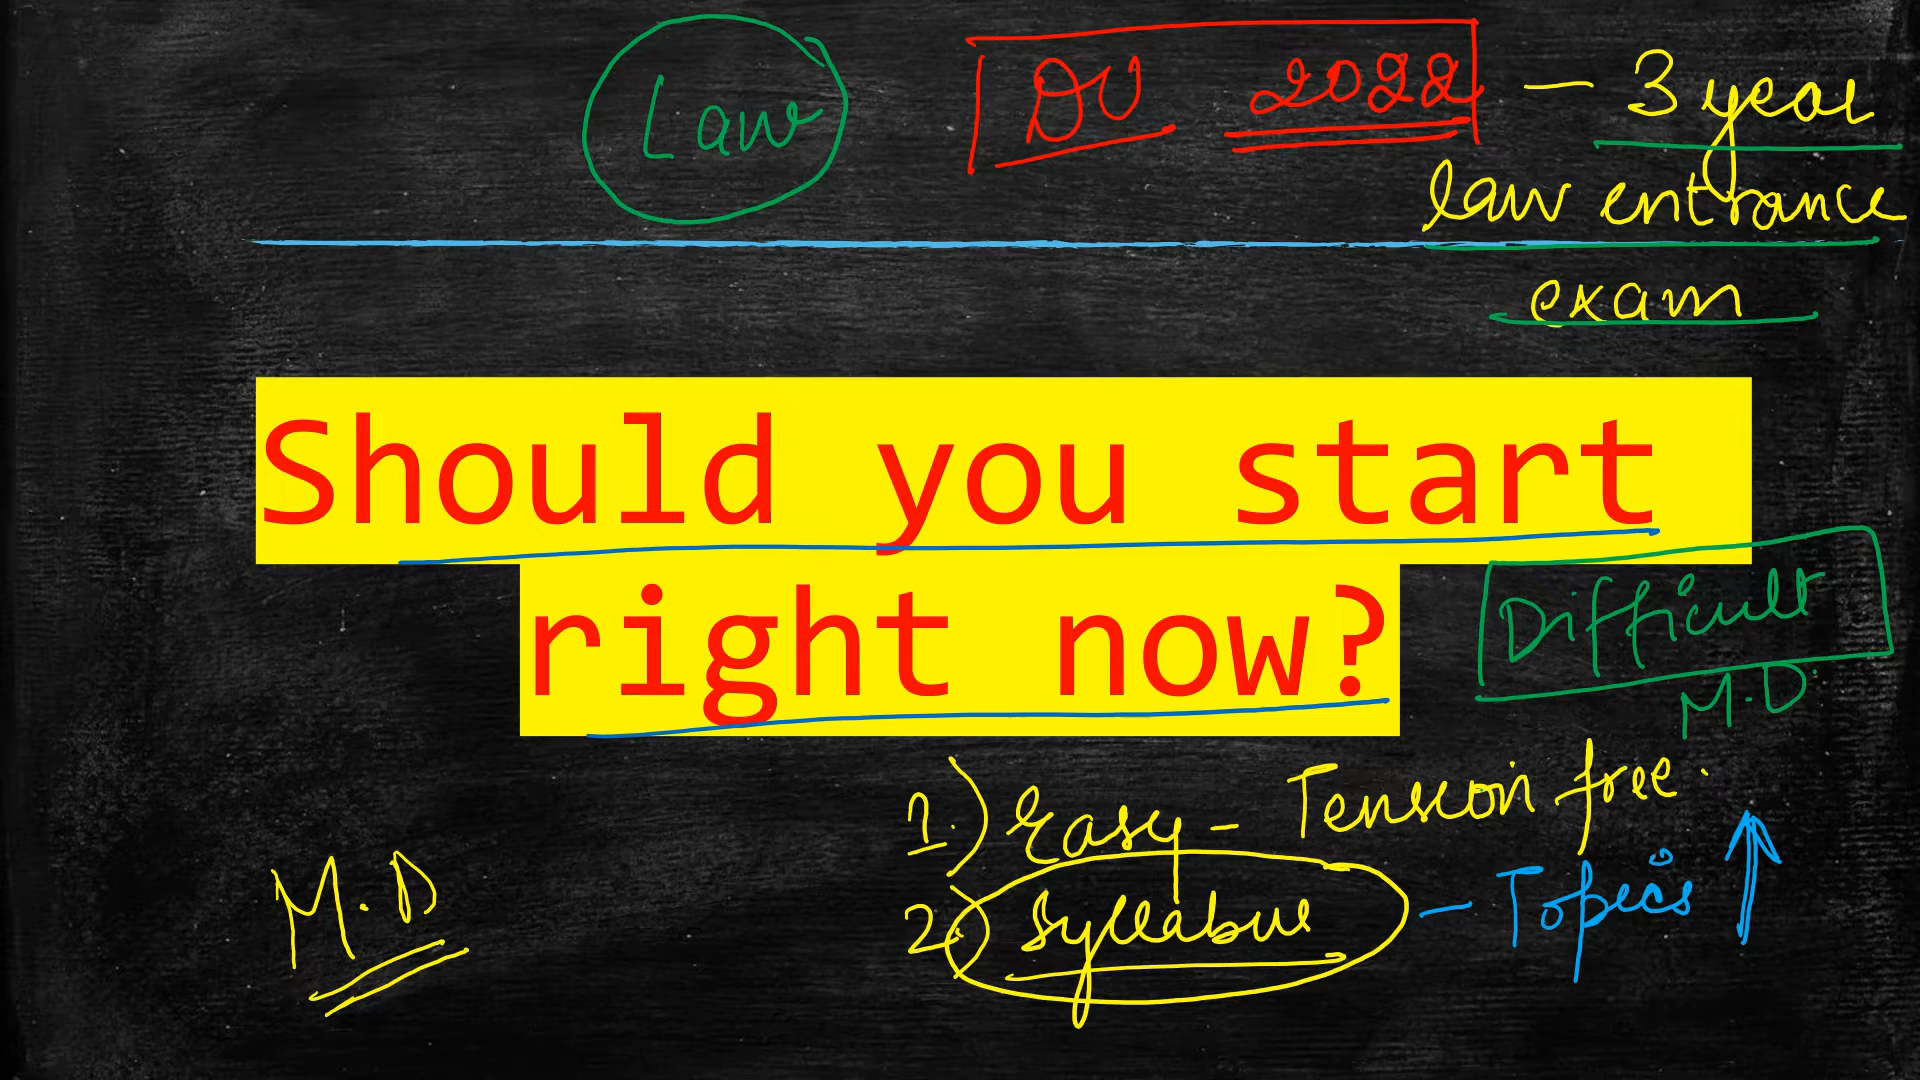 Law DU 2022 - 3 year
law entrance
exam
Should you start
right now?
Difficult
M.D.
1.) Easy - Tension free.
2.) Syllabus - Topics ↑
M.D